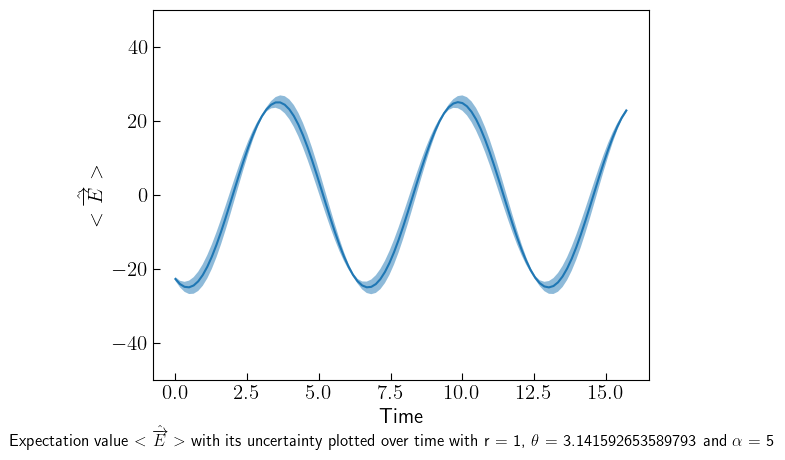 40
20
0
−20
−40
< \hat{\overrightarrow{E}} >
0.0 2.5 5.0 7.5 10.0 12.5 15.0
Time
Expectation value < \hat{\overrightarrow{E}} > with its uncertainty plotted over time with r = 1, θ = 3.141592653589793 and α = 5